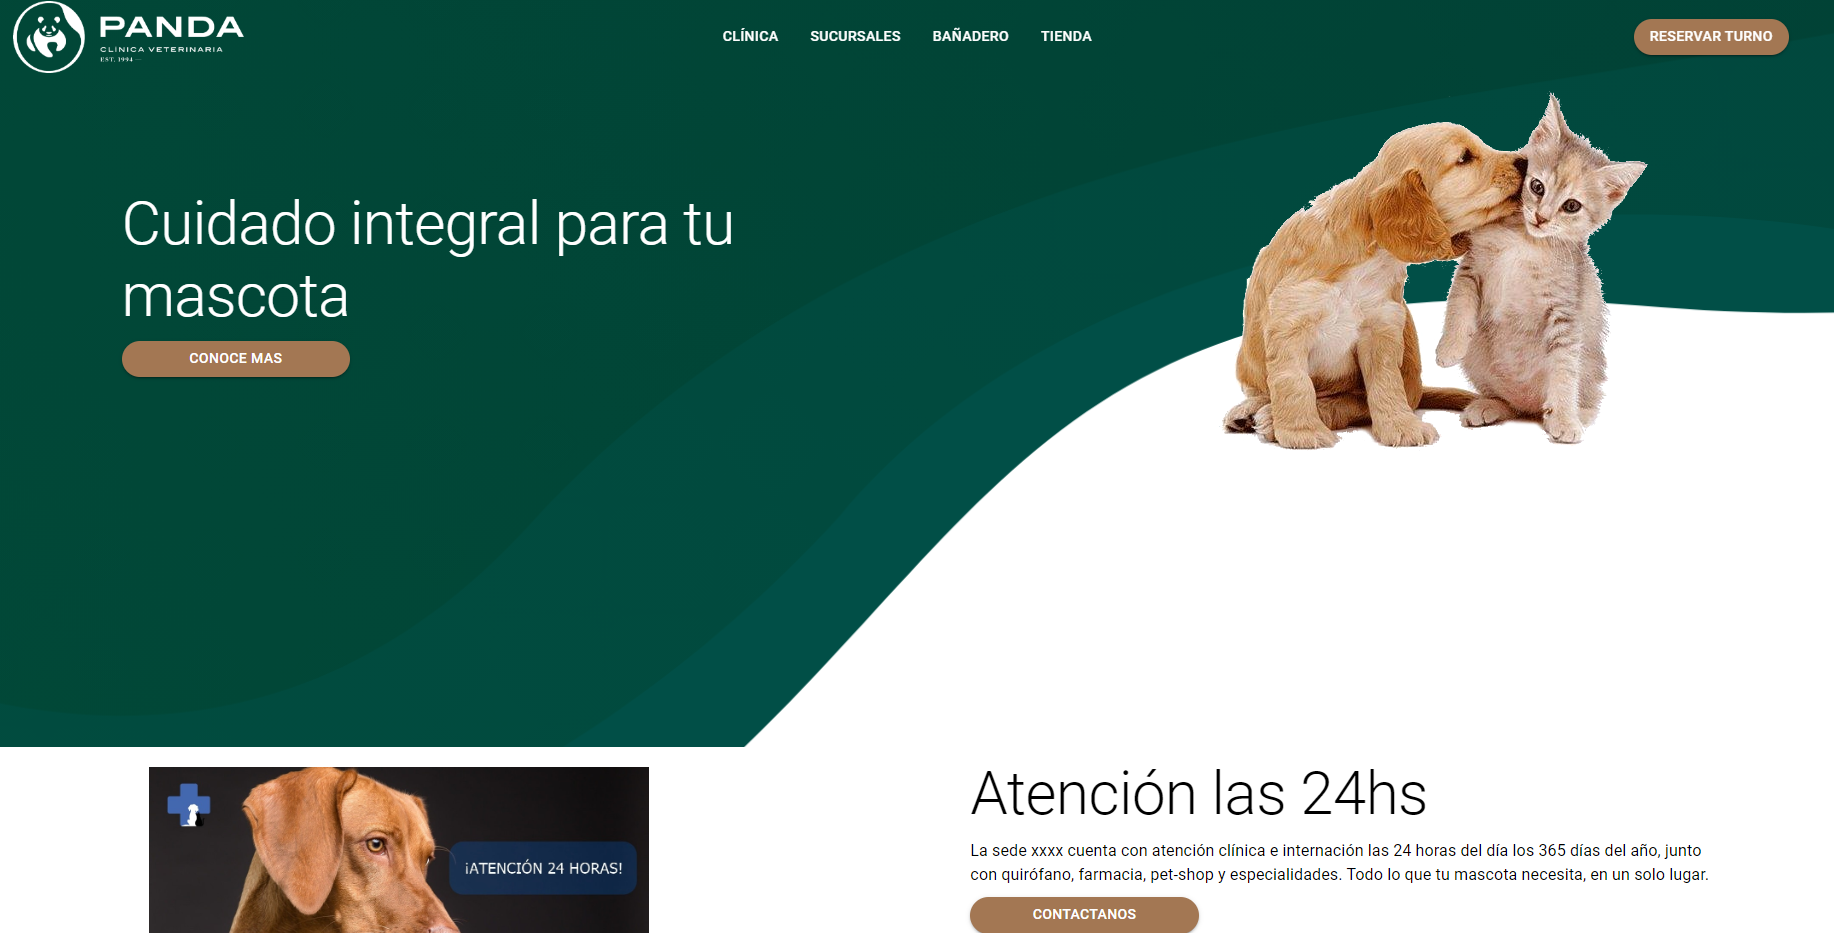 PANDA
CLÍNICA VETERINARIA
EST. 1994
CLÍNICA SUCURSALES BAÑADERO TIENDA
RESERVAR TURNO
Cuidado integral para tu
mascota
CONOCE MAS
¡ATENCIÓN 24 HORAS!
Atención las 24hs
La sede xxxx cuenta con atención clínica e internación las 24 horas del día los 365 días del año, junto
con quirófano, farmacia, pet-shop y especialidades. Todo lo que tu mascota necesita, en un solo lugar.
CONTACTANOS